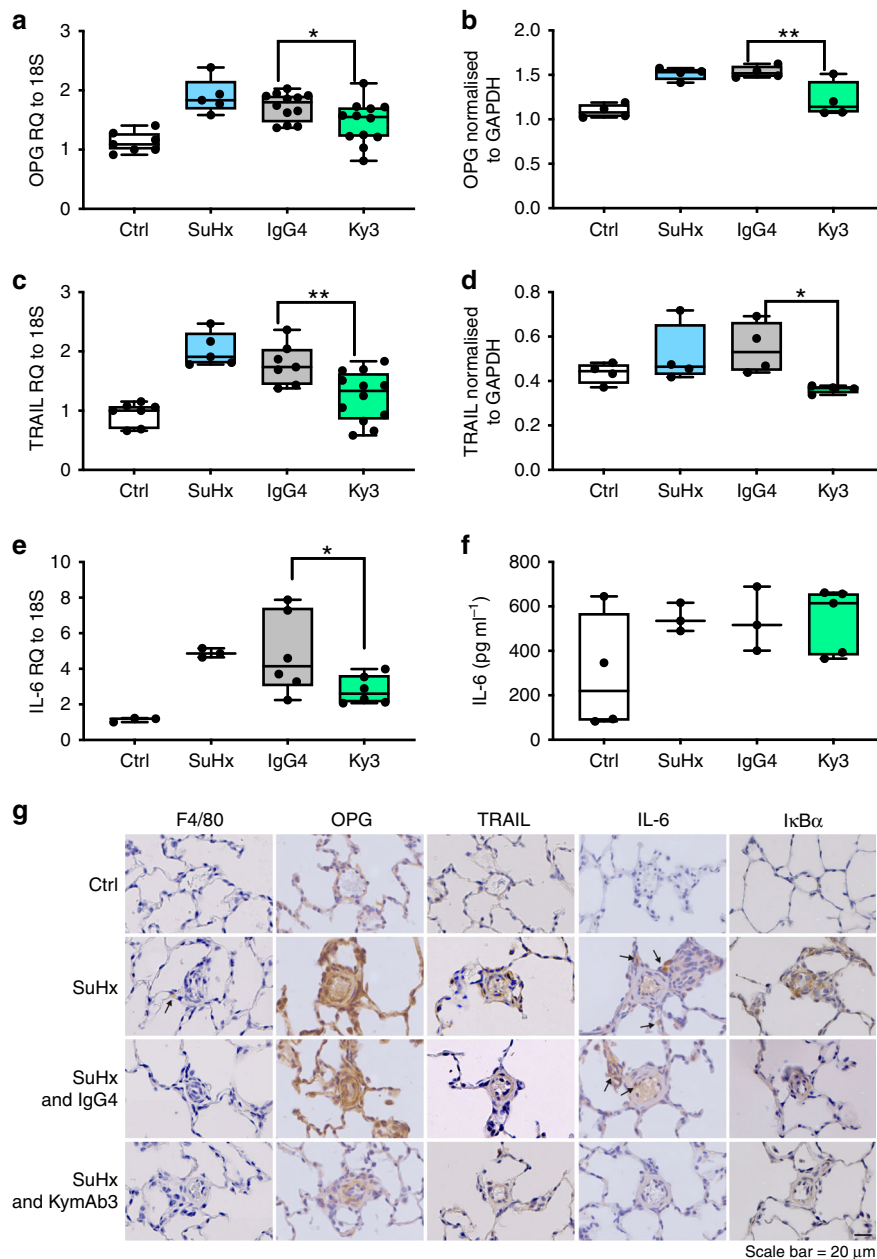 a
b
3
2
1
0
OPG RQ to 18S
*
Ctrl
SuHx
IgG4
Ky3
2.0
1.5
1.0
0.5
0.0
OPG normalised
to GAPDH
**
Ctrl
SuHx
IgG4
Ky3
c
d
3
2
1
0
TRAIL RQ to 18S
**
Ctrl
SuHx
IgG4
Ky3
0.8
0.6
0.4
0.2
0.0
TRAIL normalised
to GAPDH
*
Ctrl
SuHx
IgG4
Ky3
e
f
10
8
6
4
2
0
IL-6 RQ to 18S
*
Ctrl
SuHx
IgG4
Ky3
800
600
400
200
0
IL-6 (pg ml⁻¹)
Ctrl
SuHx
IgG4
Ky3
g
F4/80
OPG
TRAIL
IL-6
IκBα
Ctrl
SuHx
SuHx
and IgG4
SuHx
and KymAb3
Scale bar = 20 μm